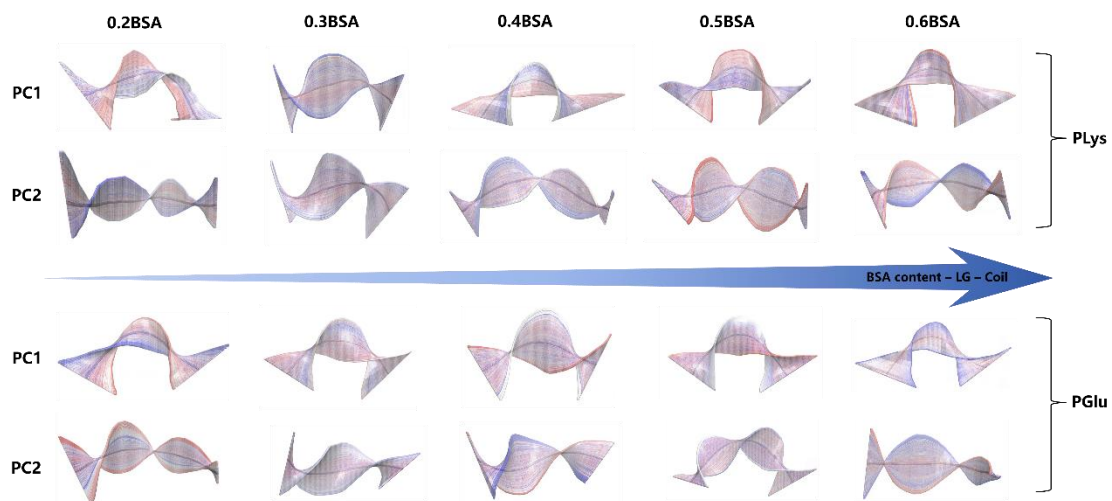 0.2BSA 0.3BSA 0.4BSA 0.5BSA 0.6BSA
PC1
PLys
PC2
BSA content – LG – Coil
PC1
PGlu
PC2